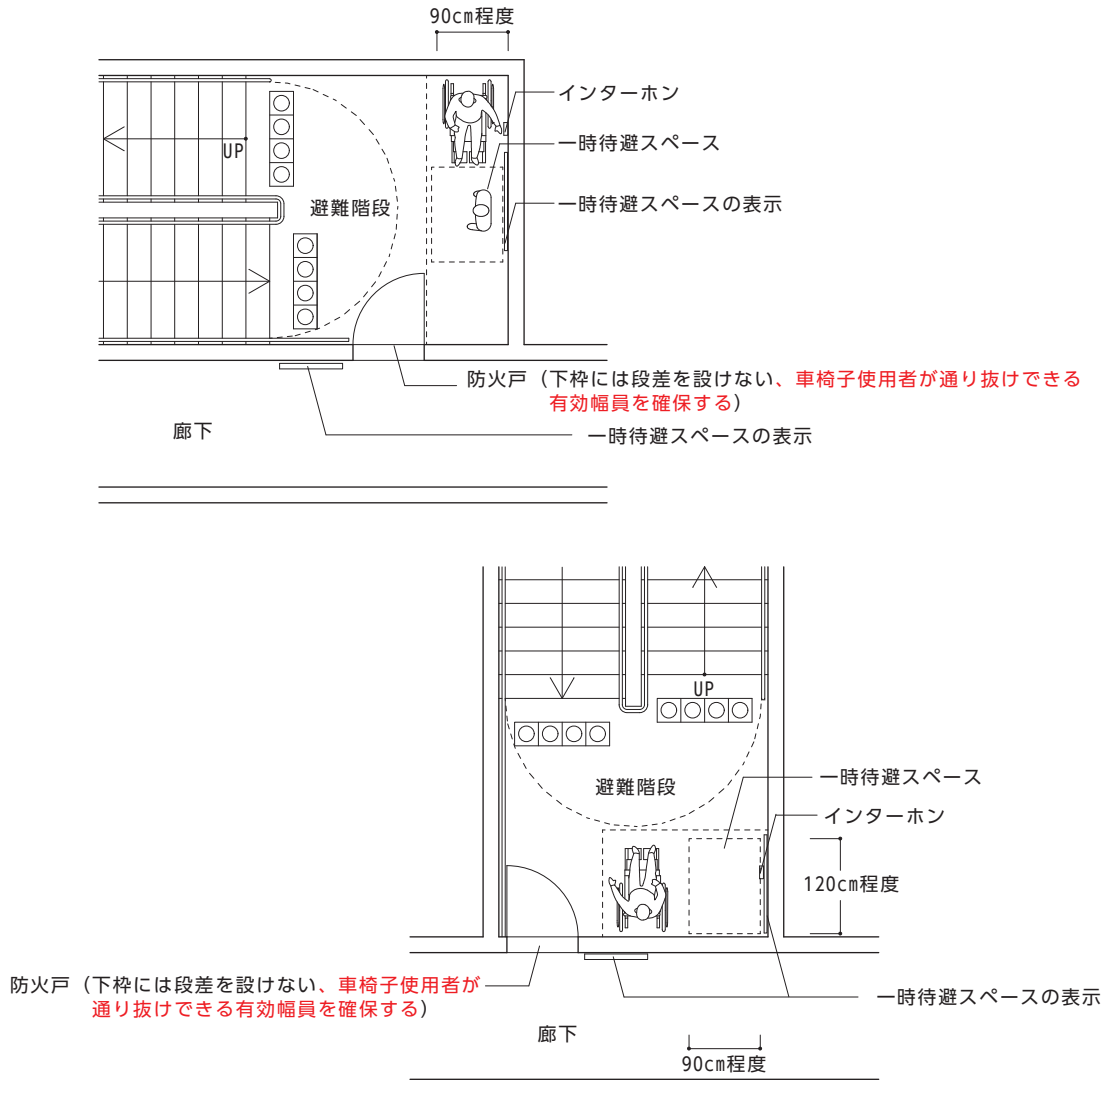 90cm程度
インターホン
一時待避スペース
UP
一時待避スペースの表示
避難階段
防火戸（下枠には段差を設けない、車椅子使用者が通り抜けできる
有効幅員を確保する）
廊下
一時待避スペースの表示
UP
一時待避スペース
避難階段
インターホン
120cm程度
防火戸（下枠には段差を設けない、車椅子使用者が
通り抜けできる有効幅員を確保する）
一時待避スペースの表示
廊下
90cm程度